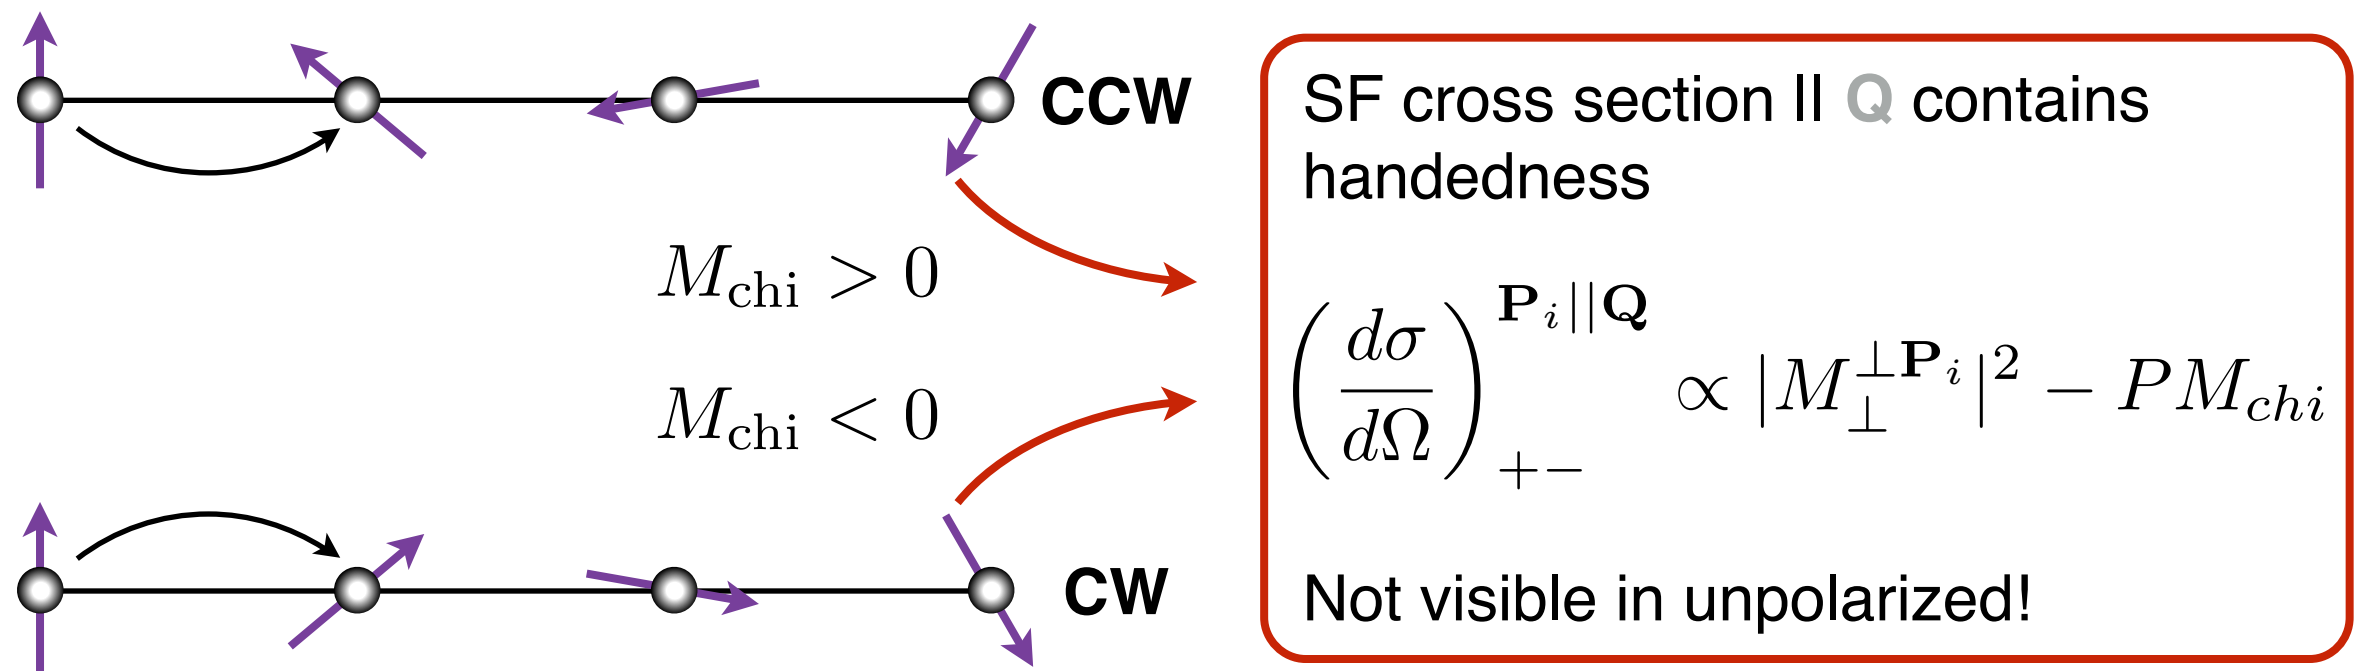 CCW
SF cross section II Q contains
handedness
M_chi > 0
(dσ/dΩ)_{+-}^{P_i||Q} ∝ |M_⊥^{⊥P_i}|² − PM_{chi}
M_chi < 0
CW
Not visible in unpolarized!